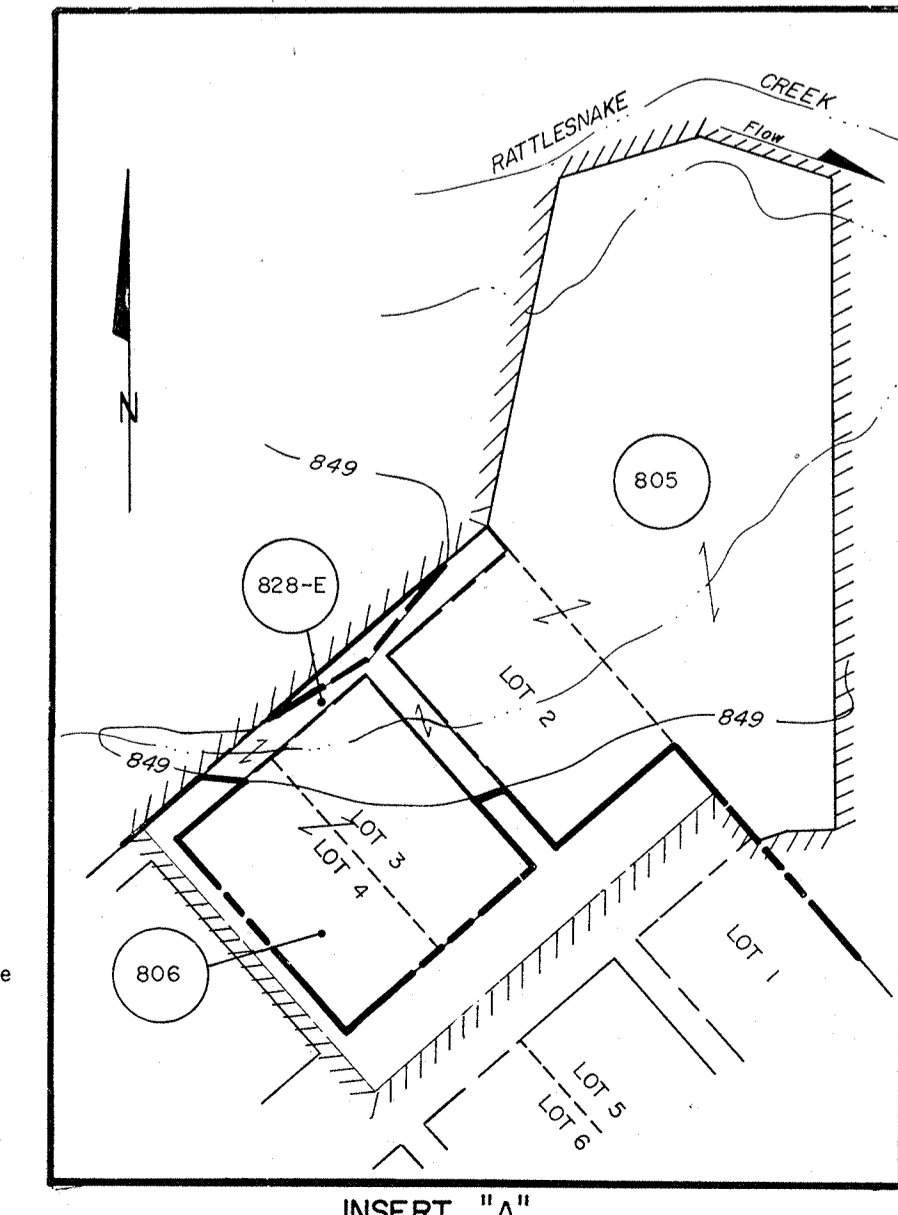 RATTLESNAKE CREEK
Flow
N
849
805
828-E
LOT 2
849
849
LOT 3
LOT 4
LOT 1
806
e
LOT 5
LOT 6
INSERT "A"